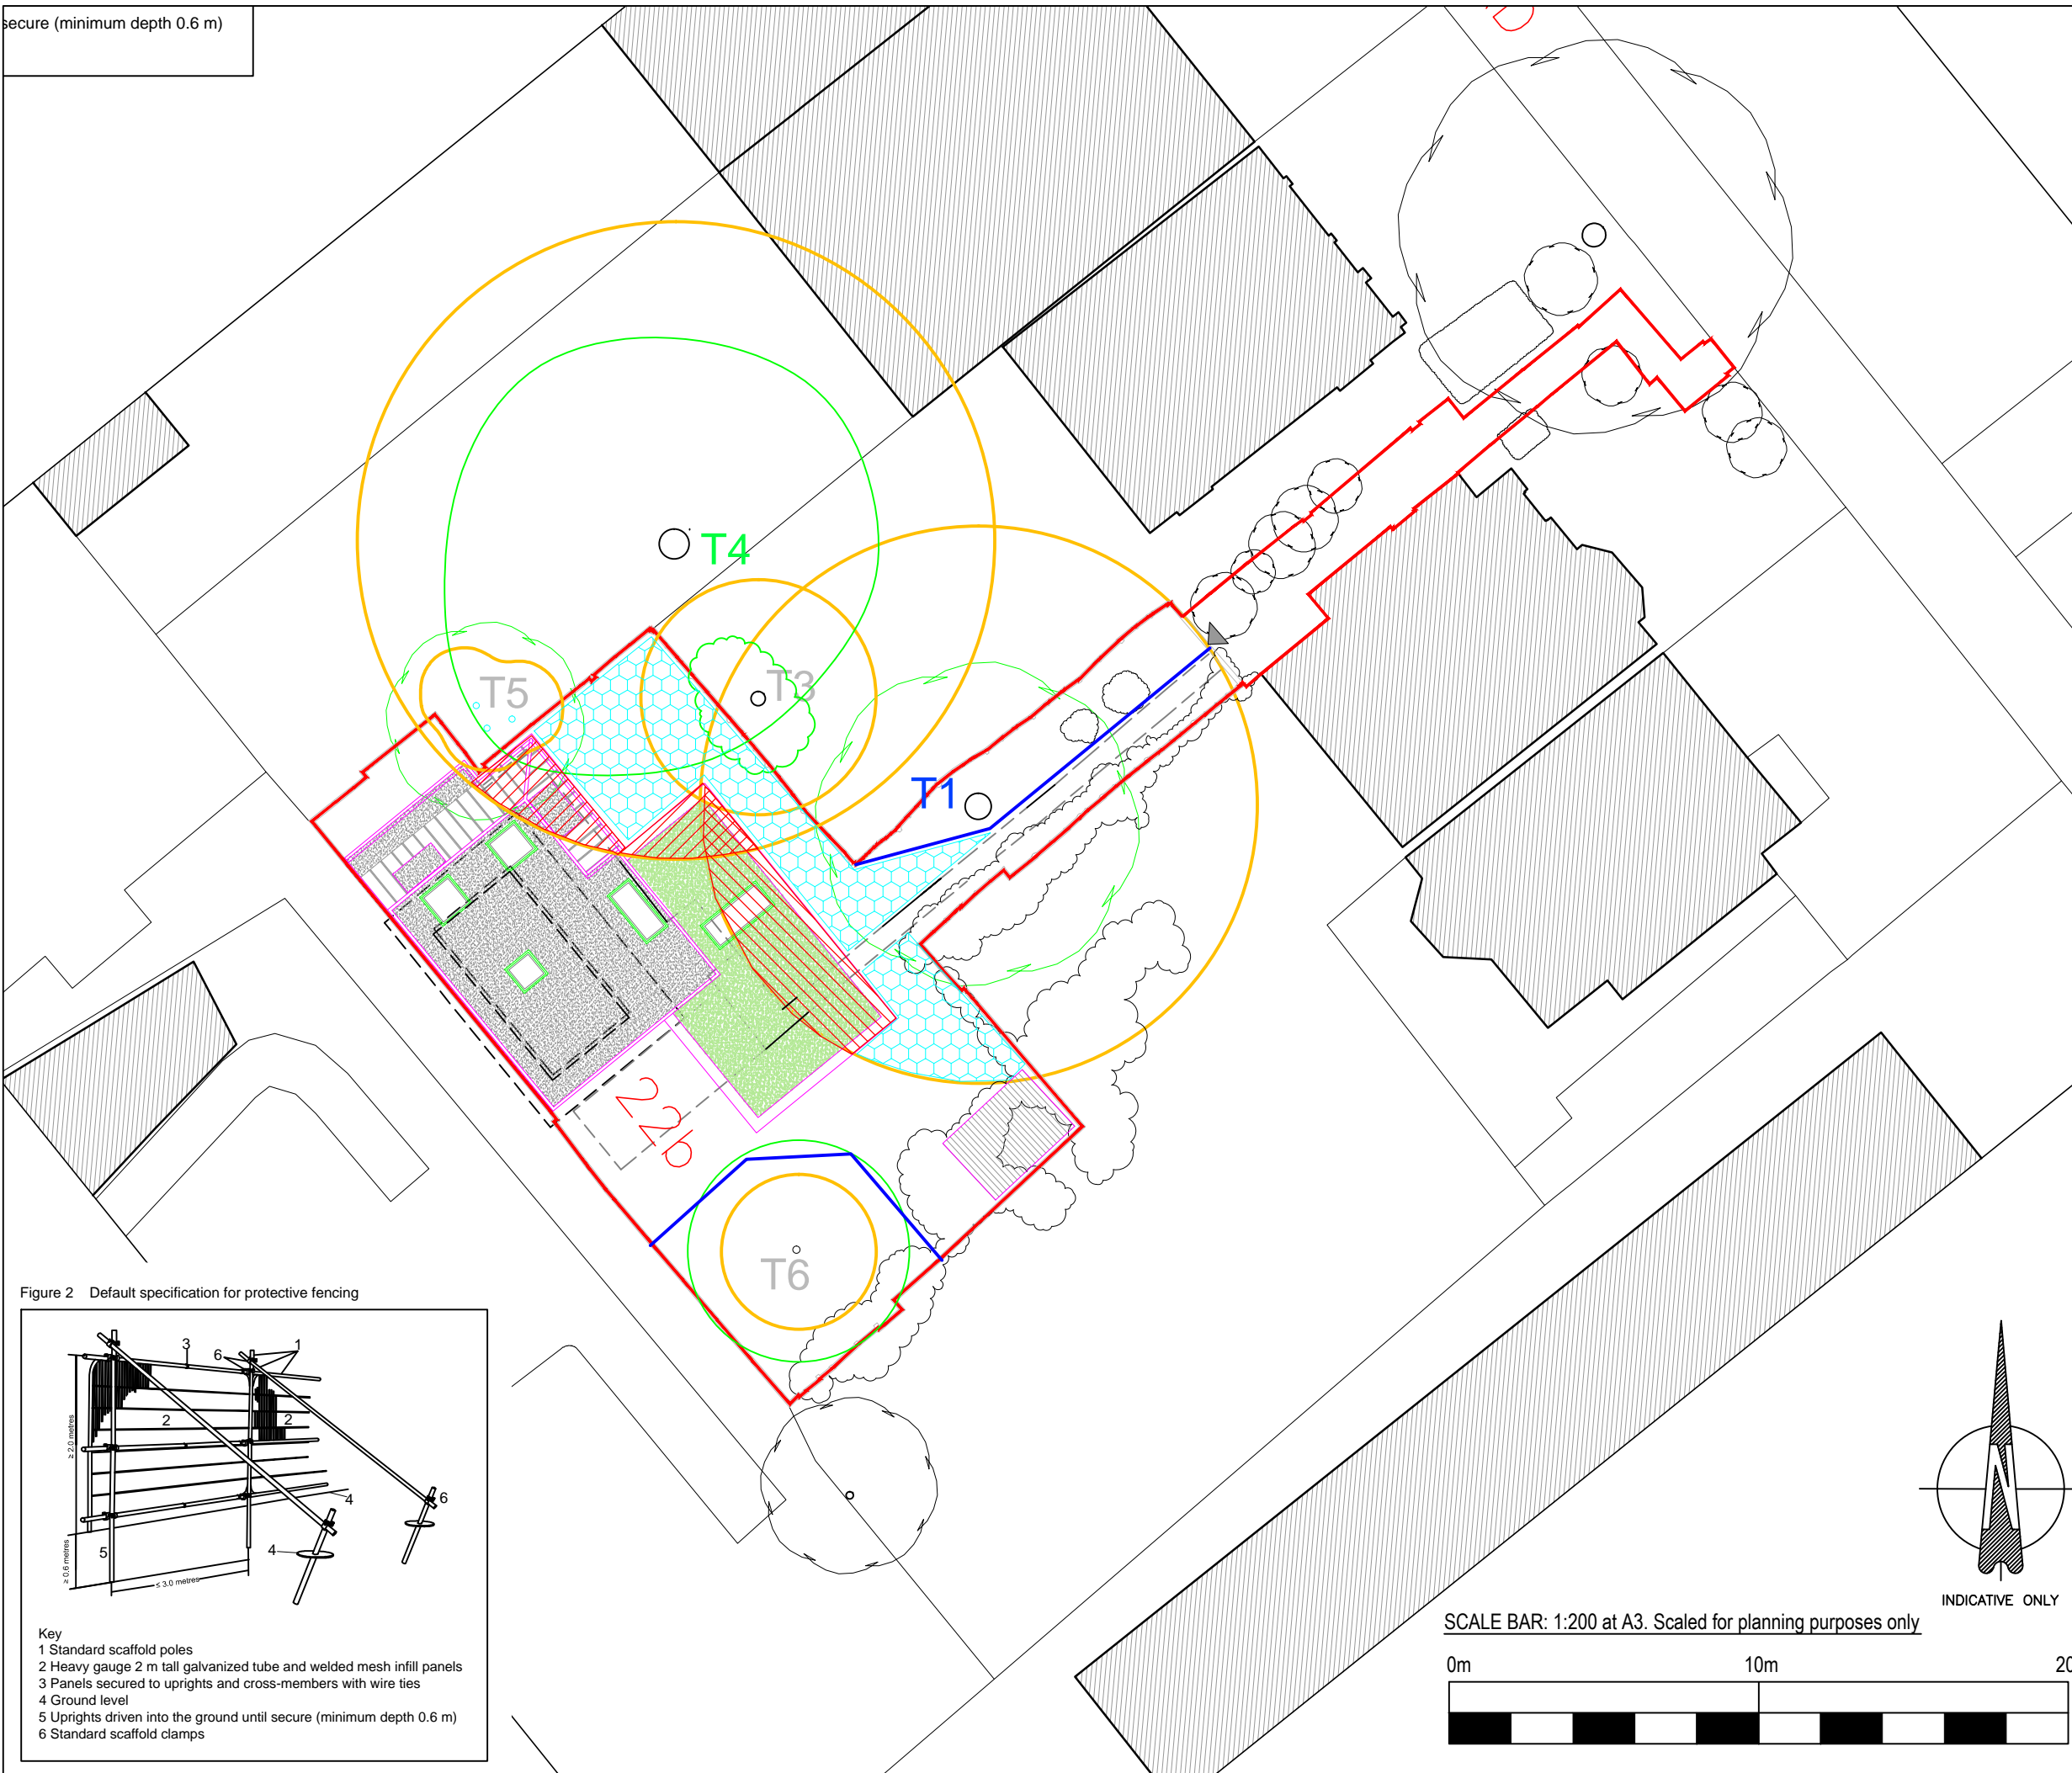 secure (minimum depth 0.6 m)
T4
T5
T3
T1
22b
T6
Figure 2 Default specification for protective fencing
3
6
1
2
2
≥ 2.0 metres
4
6
5
4
≥ 0.6 metres
≤ 3.0 metres
Key
1 Standard scaffold poles
2 Heavy gauge 2 m tall galvanized tube and welded mesh infill panels
3 Panels secured to uprights and cross-members with wire ties
4 Ground level
5 Uprights driven into the ground until secure (minimum depth 0.6 m)
6 Standard scaffold clamps
N
INDICATIVE ONLY
SCALE BAR: 1:200 at A3. Scaled for planning purposes only
0m 10m 20